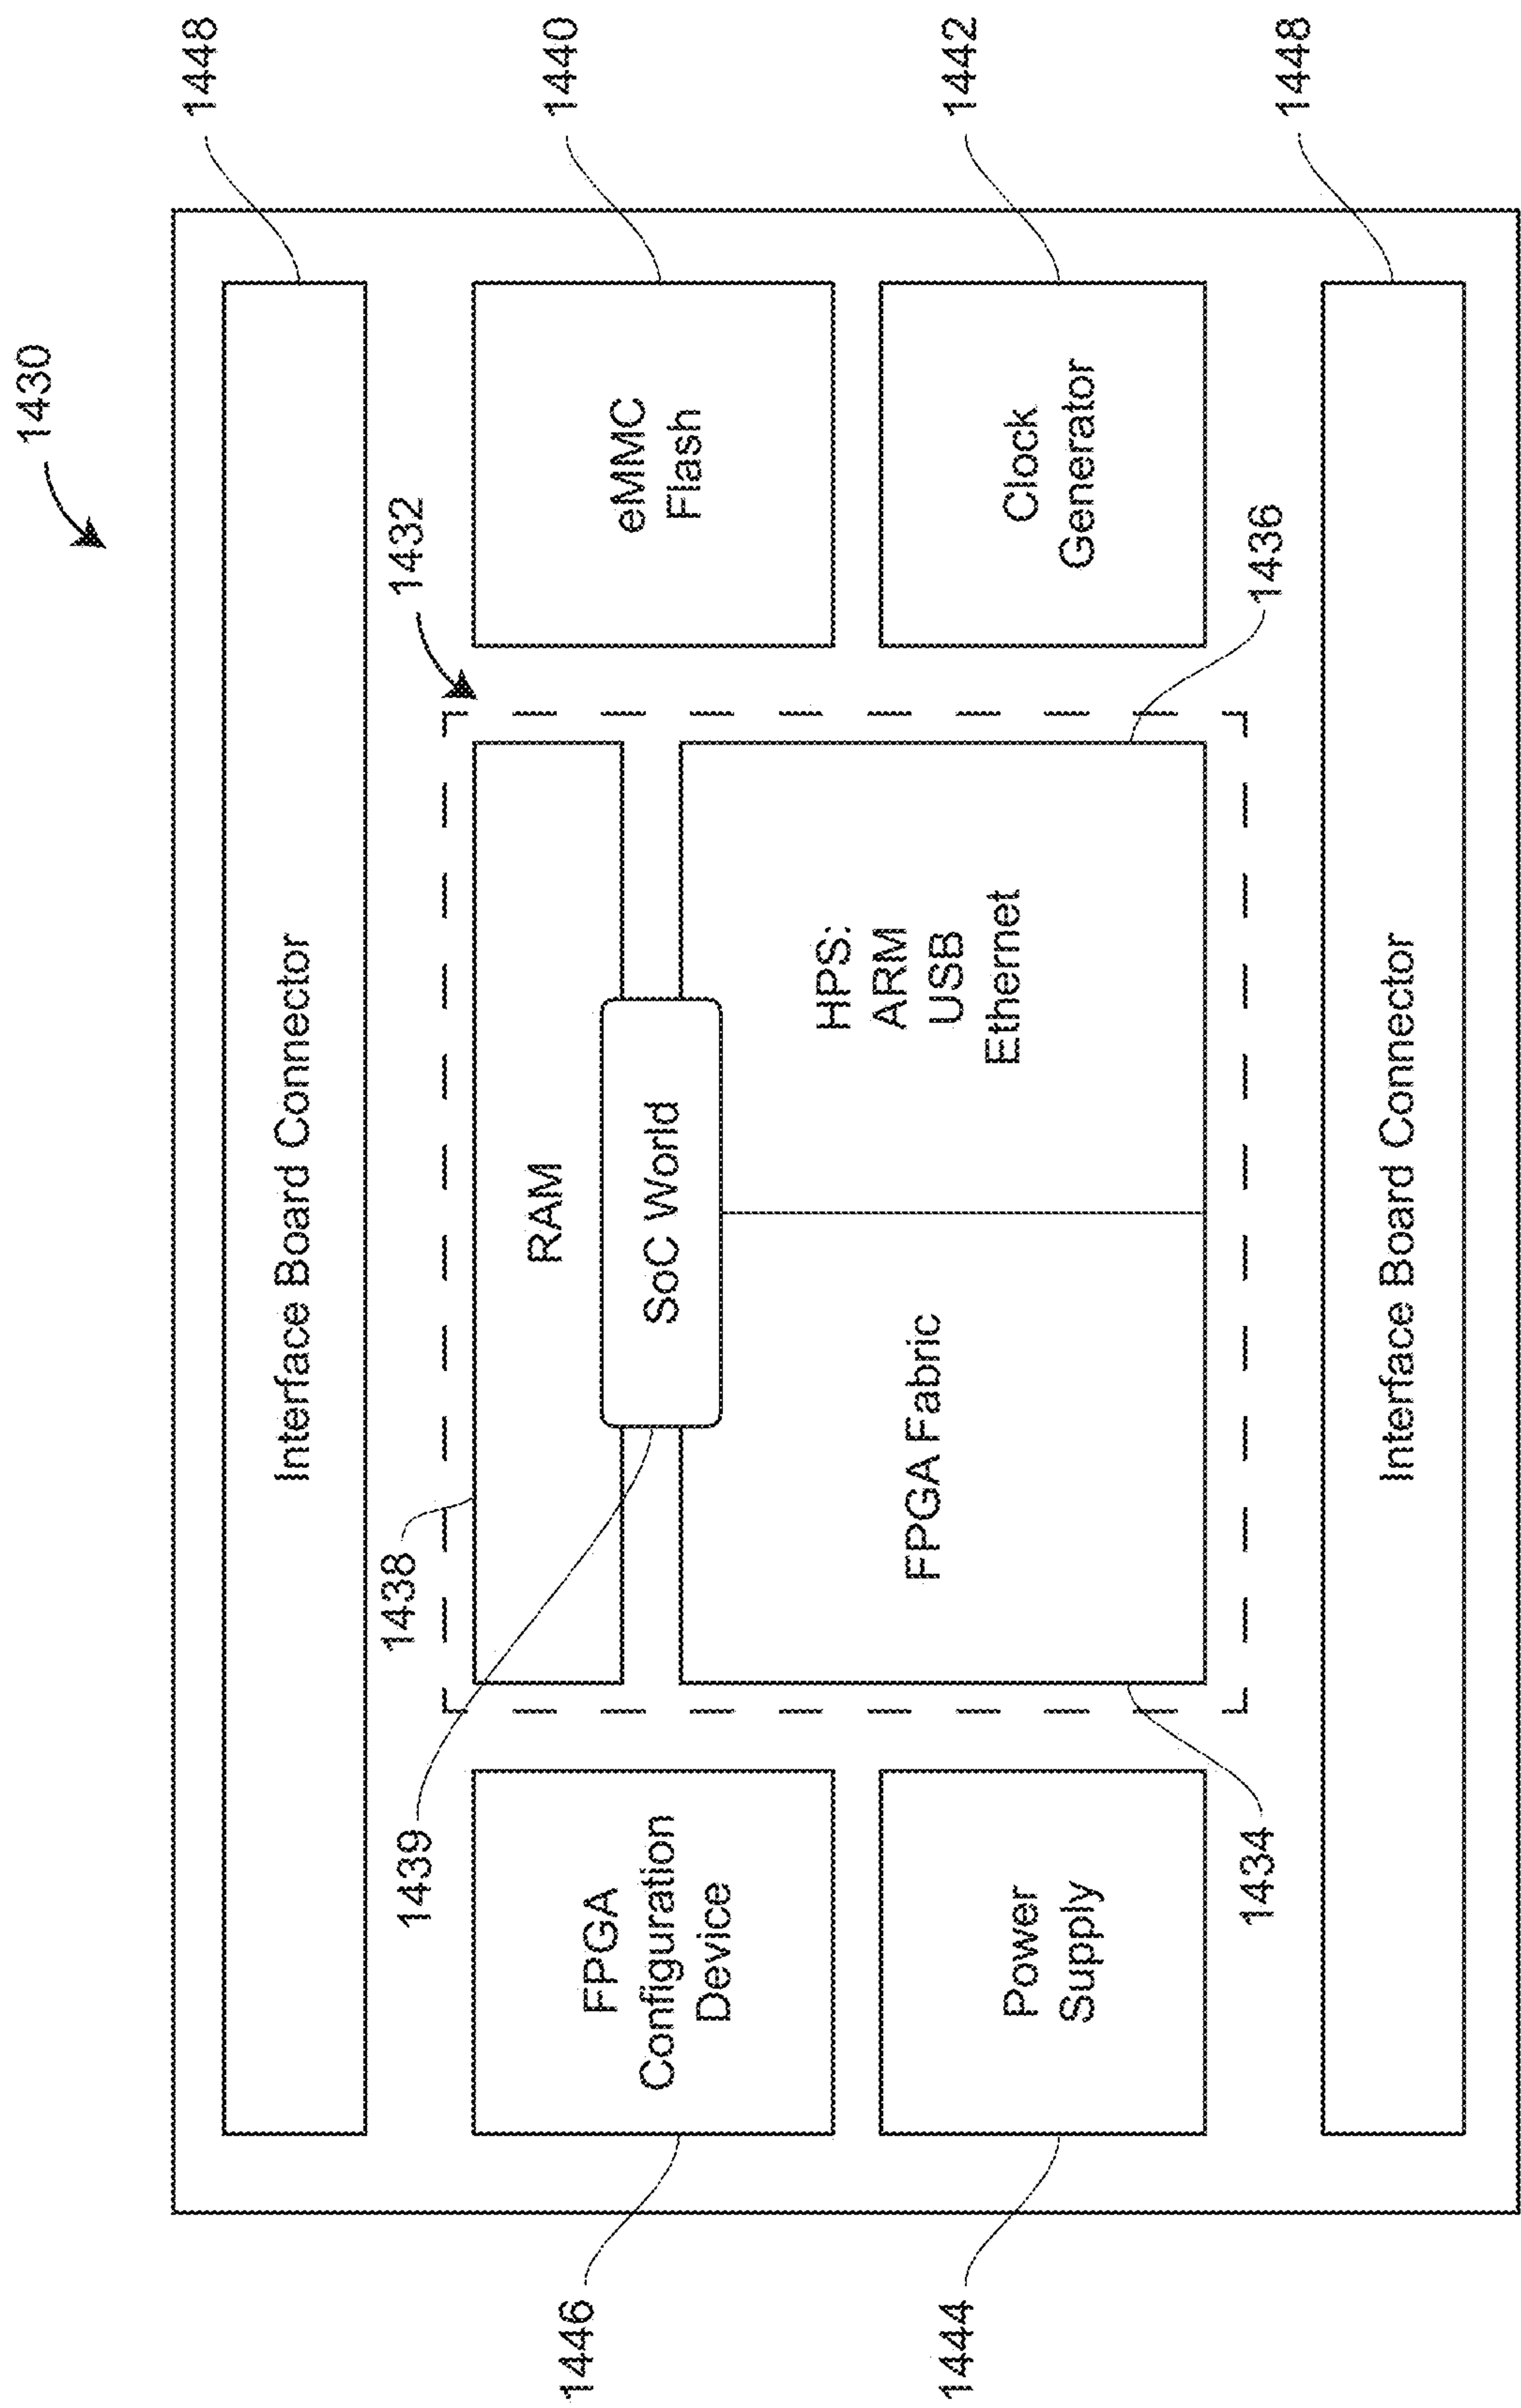 1430
1448
Interface Board Connector
1438
1432
1439
1446
FPGA
Configuration
Device
RAM
SoC World
eMMC
Flash
1440
FPGA Fabric
HPS:
ARM
USB
Ethernet
1444
Power
Supply
Clock
Generator
1442
1434
1436
Interface Board Connector
1448